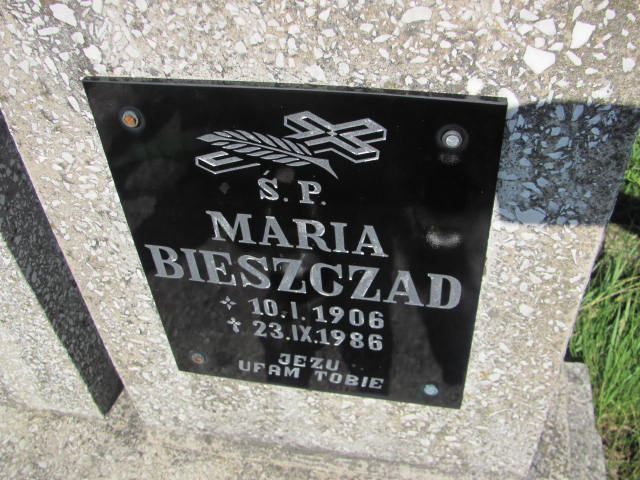 Ś. P.
MARIA
BIESZCZAD
10.I.1906
23.IX.1986
JEZU
UFAM TOBIE